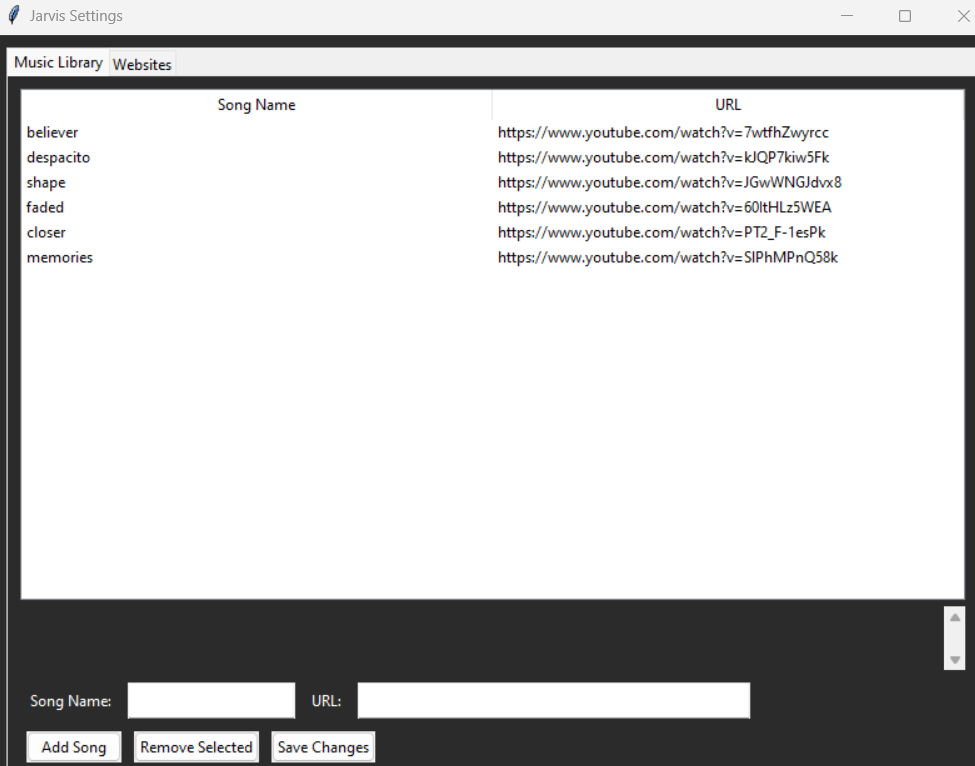 Jarvis Settings
Music Library Websites
Song Name URL
believer https://www.youtube.com/watch?v=7wtfhZwyrcc
despacito https://www.youtube.com/watch?v=kJQP7kiw5Fk
shape https://www.youtube.com/watch?v=JGwWNGJdvx8
faded https://www.youtube.com/watch?v=60ItHLz5WEA
closer https://www.youtube.com/watch?v=PT2_F-1esPk
memories https://www.youtube.com/watch?v=SlPhMPnQ58k
Song Name: URL:
Add Song Remove Selected Save Changes